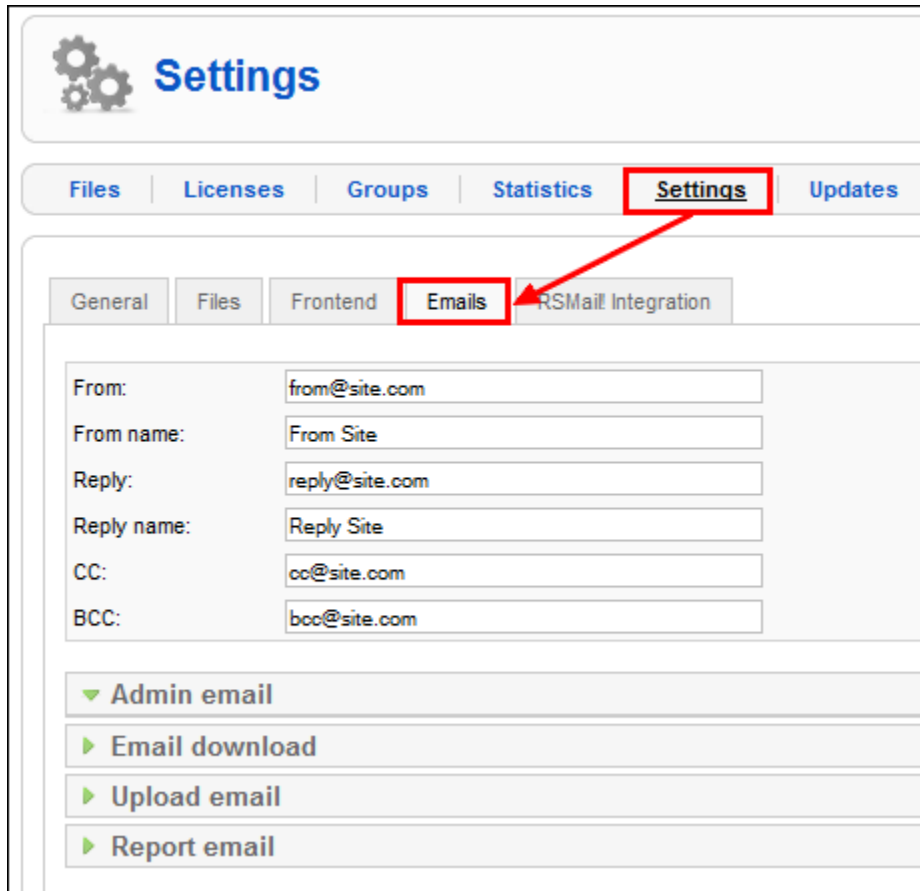 Settings
Files Licenses Groups Statistics Settings Updates
General Files Frontend Emails RSMail! Integration
From: from@site.com
From name: From Site
Reply: reply@site.com
Reply name: Reply Site
CC: cc@site.com
BCC: bcc@site.com
Admin email
Email download
Upload email
Report email